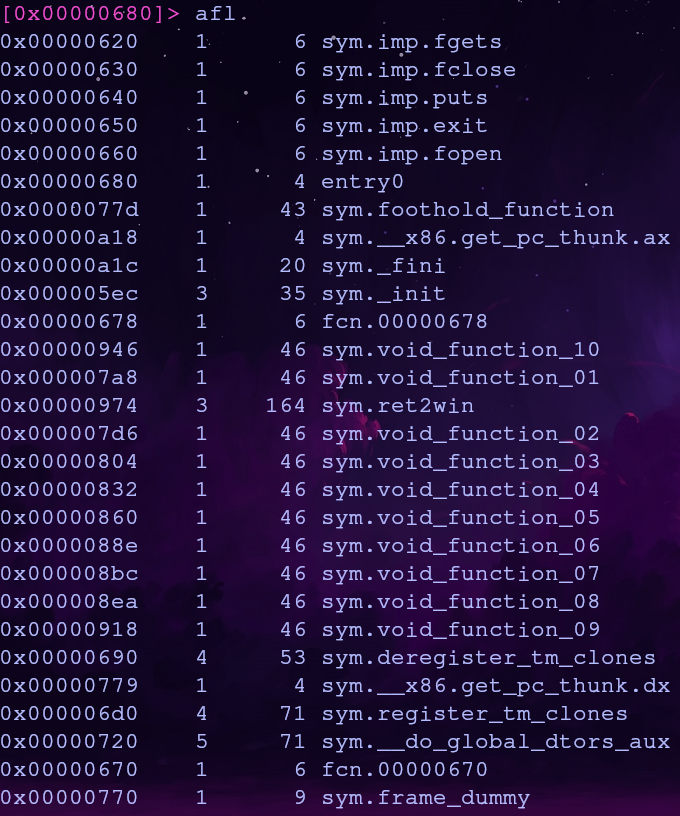 [0x00000680]> afl
0x00000620 1 6 sym.imp.fgets
0x00000630 1 6 sym.imp.fclose
0x00000640 1 6 sym.imp.puts
0x00000650 1 6 sym.imp.exit
0x00000660 1 6 sym.imp.fopen
0x00000680 1 4 entry0
0x0000077d 1 43 sym.foothold_function
0x00000a18 1 4 sym.__x86.get_pc_thunk.ax
0x00000a1c 1 20 sym._fini
0x000005ec 3 35 sym._init
0x00000678 1 6 fcn.00000678
0x00000946 1 46 sym.void_function_10
0x000007a8 1 46 sym.void_function_01
0x00000974 3 164 sym.ret2win
0x000007d6 1 46 sym.void_function_02
0x00000804 1 46 sym.void_function_03
0x00000832 1 46 sym.void_function_04
0x00000860 1 46 sym.void_function_05
0x0000088e 1 46 sym.void_function_06
0x000008bc 1 46 sym.void_function_07
0x000008ea 1 46 sym.void_function_08
0x00000918 1 46 sym.void_function_09
0x00000690 4 53 sym.deregister_tm_clones
0x00000779 1 4 sym.__x86.get_pc_thunk.dx
0x000006d0 4 71 sym.register_tm_clones
0x00000720 5 71 sym.__do_global_dtors_aux
0x00000670 1 6 fcn.00000670
0x00000770 1 9 sym.frame_dummy